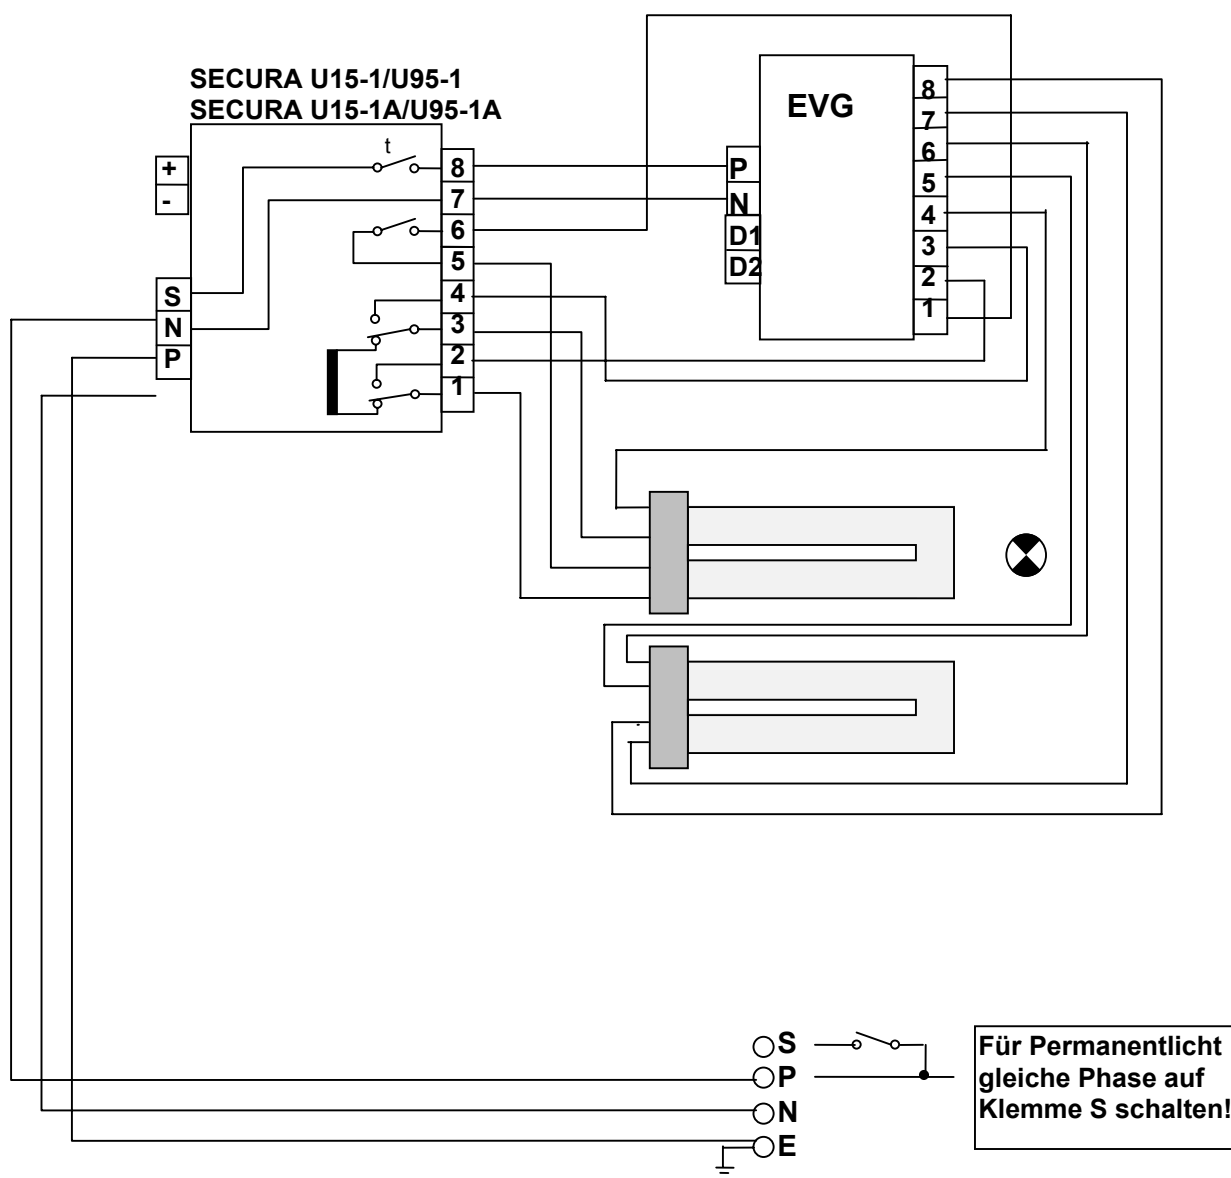 SECURA U15-1/U95-1
SECURA U15-1A/U95-1A
t
+
-
S
N
P
8
7
6
5
4
3
2
1
EVG
P
N
D1
D2
8
7
6
5
4
3
2
1
S
P
N
E
Für Permanentlicht
gleiche Phase auf
Klemme S schalten!